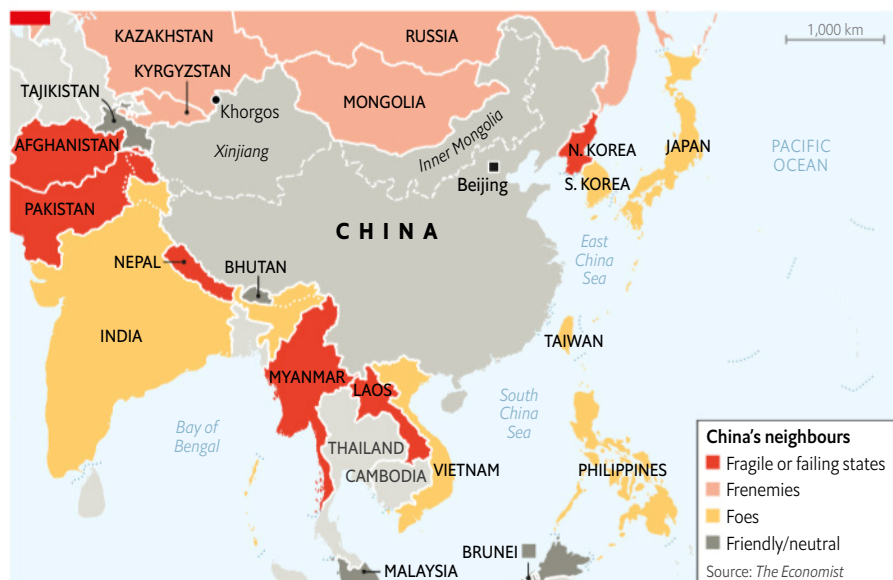 KAZAKHSTAN
RUSSIA
1,000 km
KYRGYZSTAN
TAJIKISTAN
MONGOLIA
Khorgos
AFGHANISTAN
Xinjiang
Inner Mongolia
N. KOREA
JAPAN
PACIFIC
OCEAN
Beijing
S. KOREA
PAKISTAN
CHINA
East
China
Sea
NEPAL
BHUTAN
INDIA
TAIWAN
MYANMAR
LAOS
South
China
Sea
Bay of
Bengal
THAILAND
CAMBODIA
VIETNAM
PHILIPPINES
BRUNEI
MALAYSIA
China's neighbours
Fragile or failing states
Frenemies
Foes
Friendly/neutral
Source: The Economist